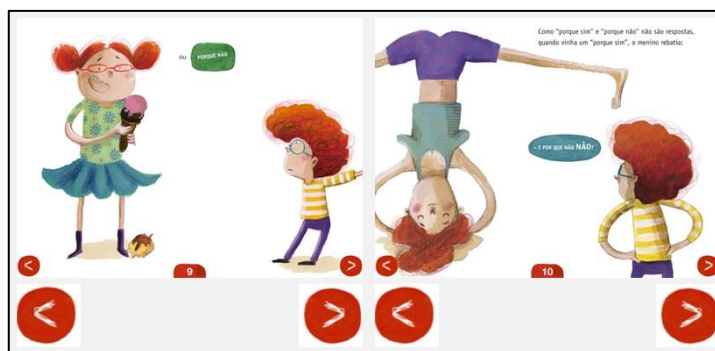 ou PORQUE NÃO
9
Como "porque sim" e "porque não" não são respostas,
quando vinha um "porque sim", o menino rebatia:
– E POR QUE NÃO NÃO?
10